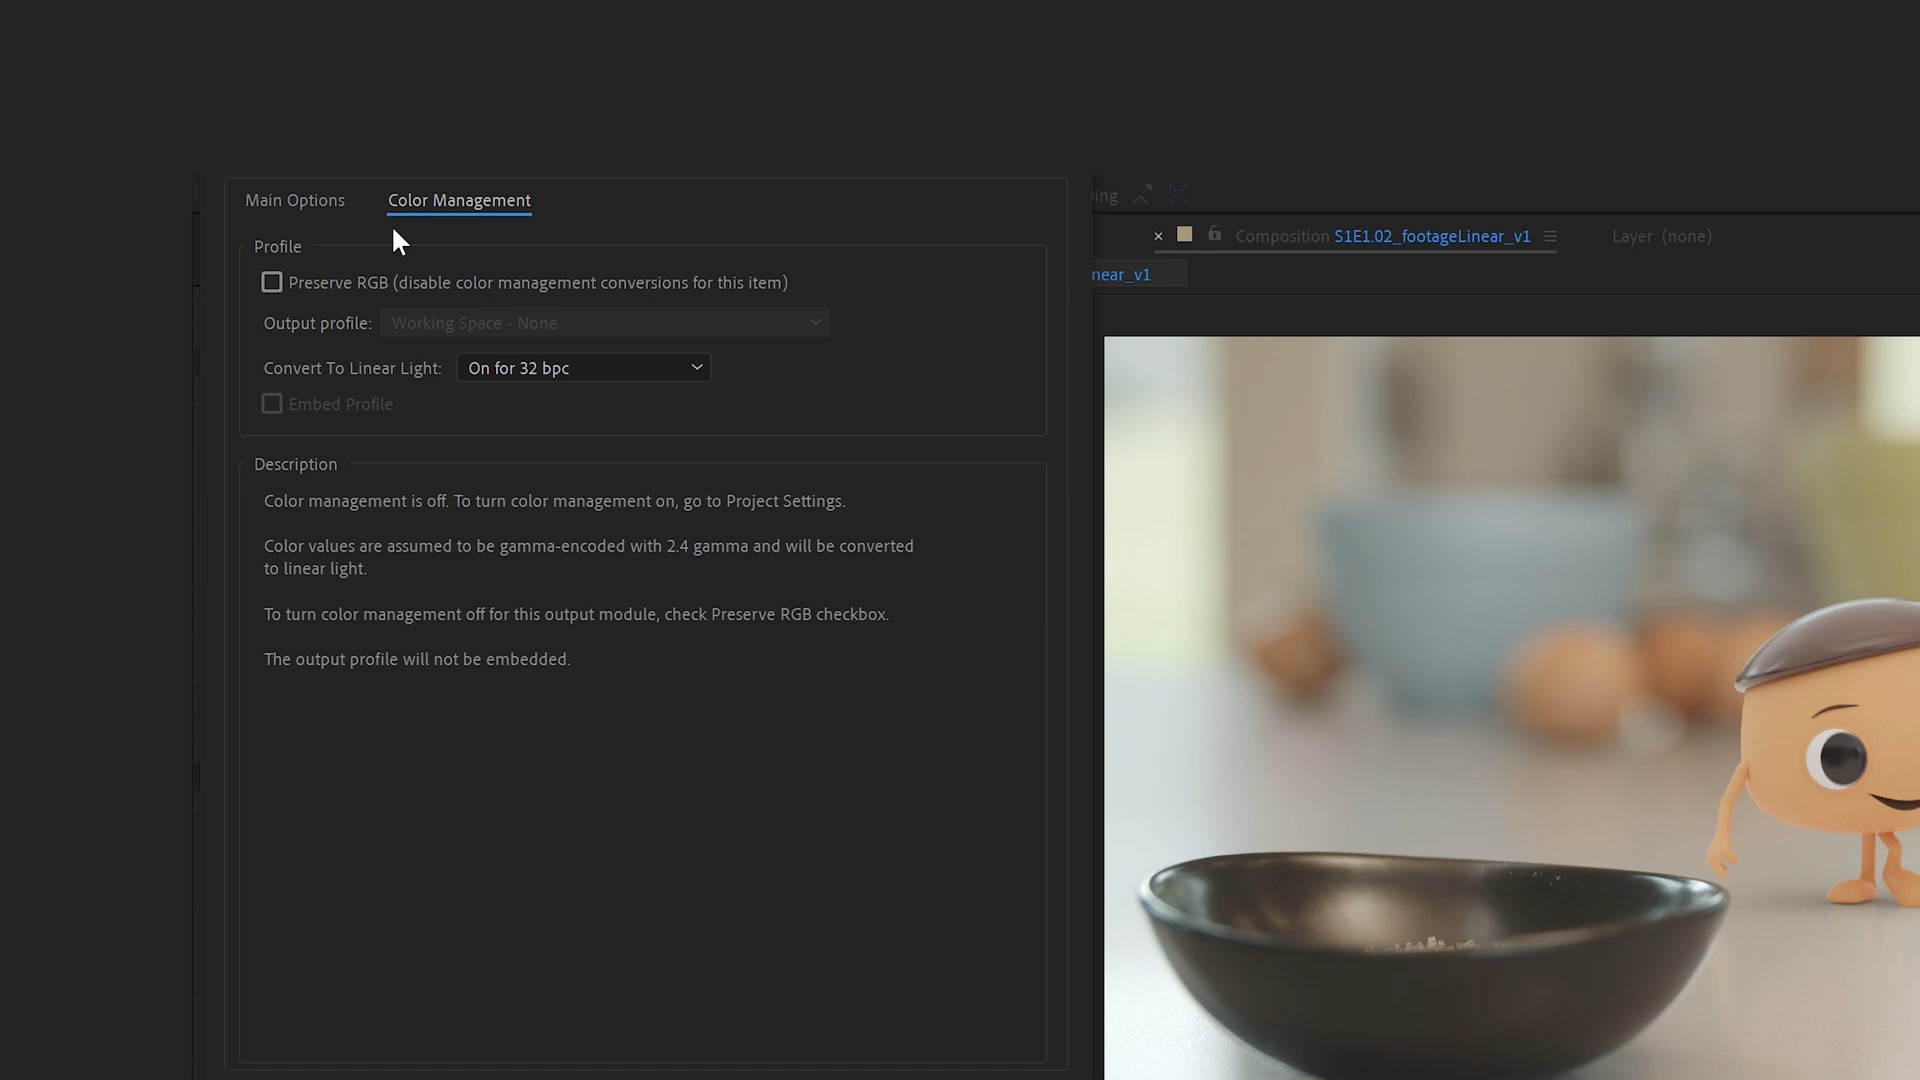 Main Options
Color Management
Profile
Preserve RGB (disable color management conversions for this item)
Output profile: Working Space - None
Convert To Linear Light: On for 32 bpc
Embed Profile
Description
Color management is off. To turn color management on, go to Project Settings.
Color values are assumed to be gamma-encoded with 2.4 gamma and will be converted
to linear light.
To turn color management off for this output module, check Preserve RGB checkbox.
The output profile will not be embedded.
ping
× Composition S1E1.02_footageLinear_v1 ☰ Layer (none)
near_v1